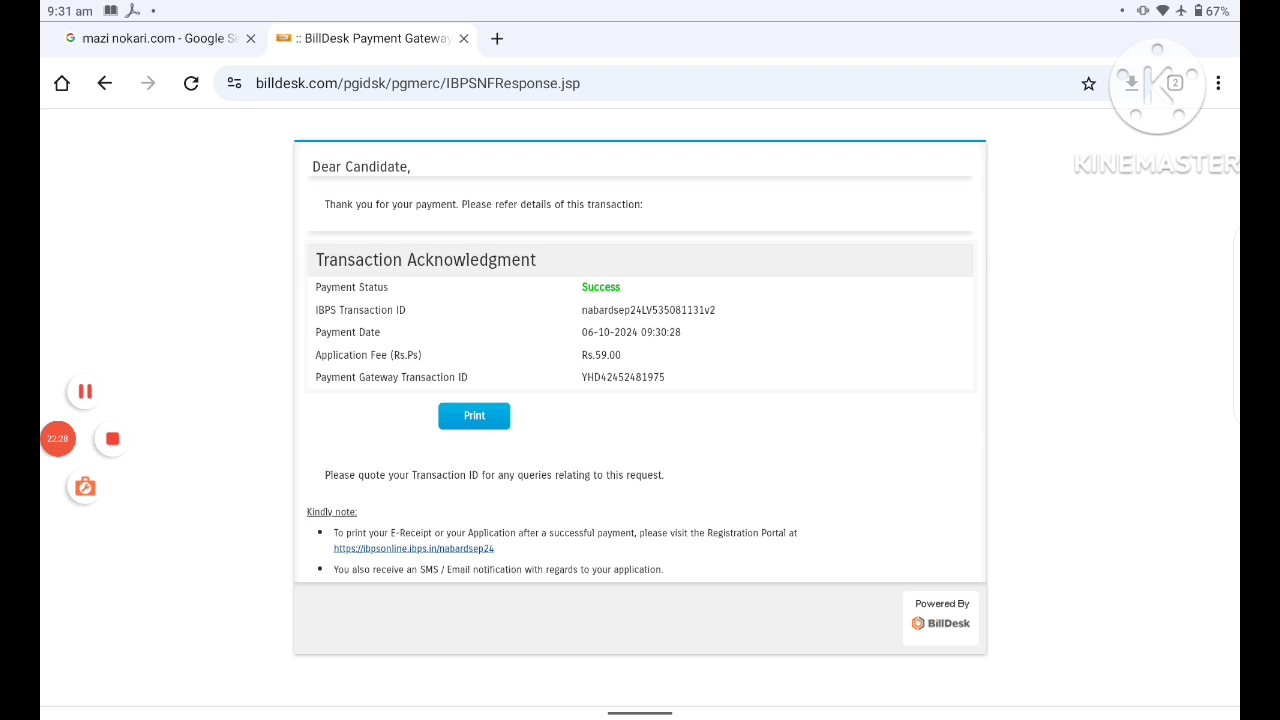 9:31 am
67%
mazi nokari.com - Google S
:: BillDesk Payment Gateway
billdesk.com/pgidsk/pgmerc/IBPSNFResponse.jsp
2
K
KINEMASTER
Dear Candidate,
Thank you for your payment. Please refer details of this transaction:
Transaction Acknowledgment
Payment Status Success
IBPS Transaction ID nabardsep24LV535081131v2
Payment Date 06-10-2024 09:30:28
Application Fee (Rs.Ps) Rs.59.00
Payment Gateway Transaction ID YHD42452481975
Print
22:28
Please quote your Transaction ID for any queries relating to this request.
Kindly note:
To print your E-Receipt or your Application after a successful payment, please visit the Registration Portal at
https://ibpsonline.ibps.in/nabardsep24
You also receive an SMS / Email notification with regards to your application.
Powered By
BillDesk